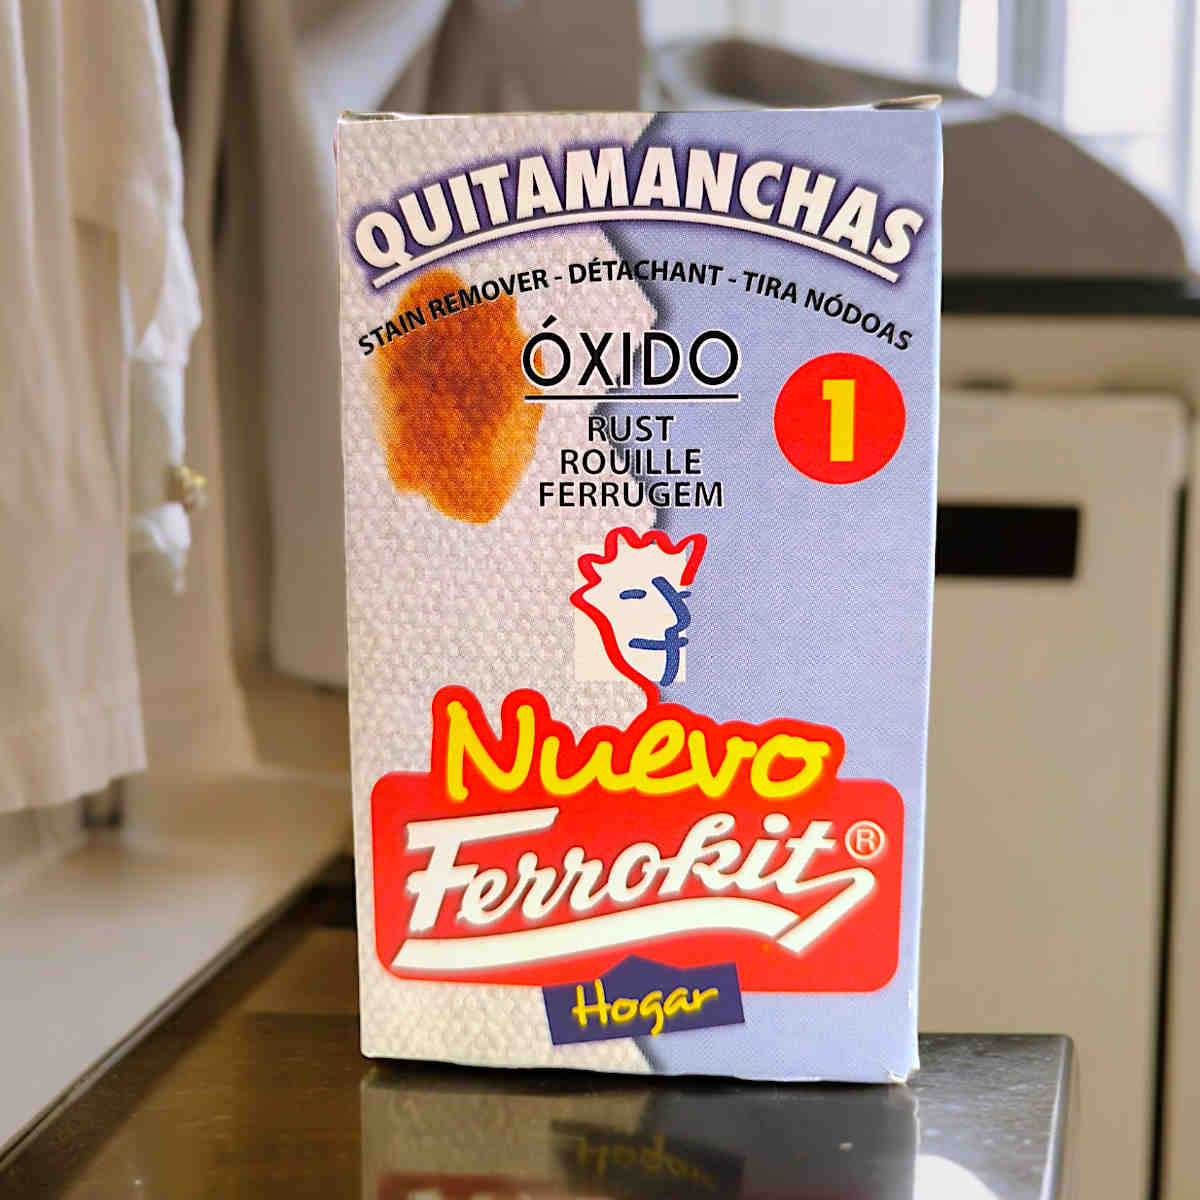 QUITAMANCHAS
STAIN REMOVER - DÉTACHANT - TIRA NÓDOAS
ÓXIDO
1
RUST
ROUILLE
FERRUGEM
Nuevo
Ferrokit®
Hogar